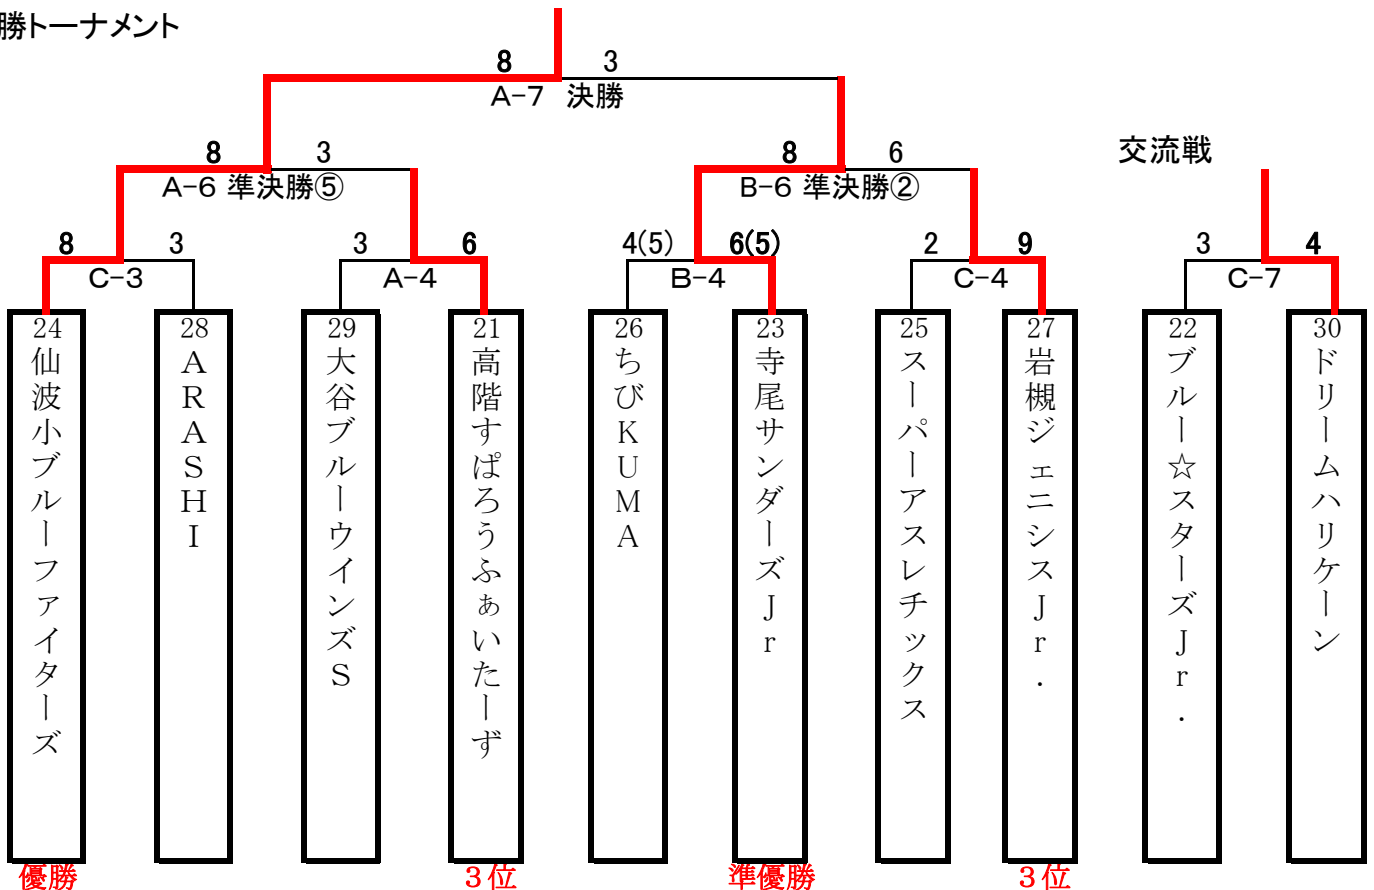 勝トーナメント
8 3
A-7 決勝
8 3
A-6 準決勝⑤
8 6
B-6 準決勝②
交流戦
8 3
C-3
3 6
A-4
4(5) 6(5)
B-4
2 9
C-4
3 4
C-7
24
仙波小ブルーファイターズ
28
ARASHI
29
大谷ブルーウインズS
21
高階すぱろうふぁいたーず
26
ちびKUMA
23
寺尾サンダーズJr
25
スーパーアスレチックス
27
岩槻ジェニシスJr.
22
ブルー☆スターズJr.
30
ドリームハリケーン
優勝
3位
準優勝
3位